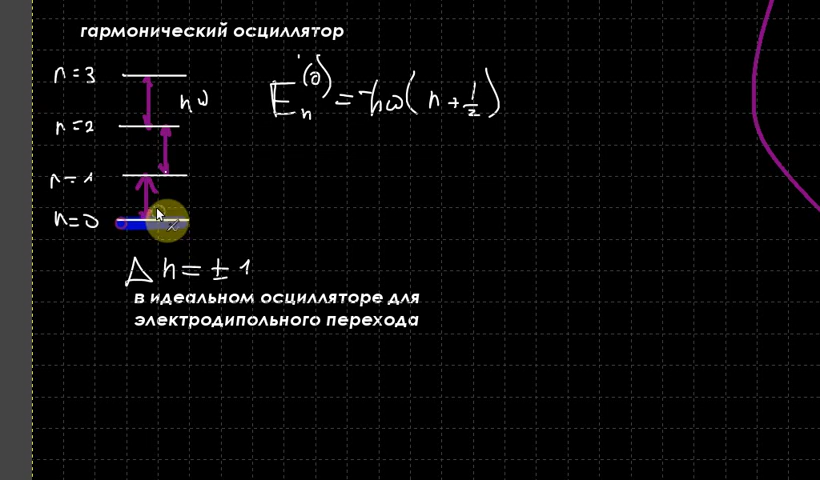 гармонический осциллятор
n = 3
ħω
E_n^(0) = ħω(n + 1/2)
n = 2
n = 1
n = 0
Δn = ± 1
в идеальном осцилляторе для
электродипольного перехода